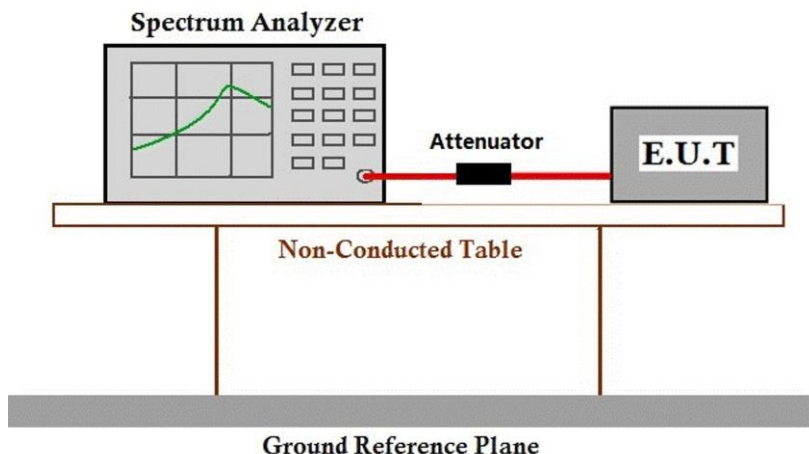 Spectrum Analyzer
Attenuator
E.U.T
Non-Conducted Table
Ground Reference Plane